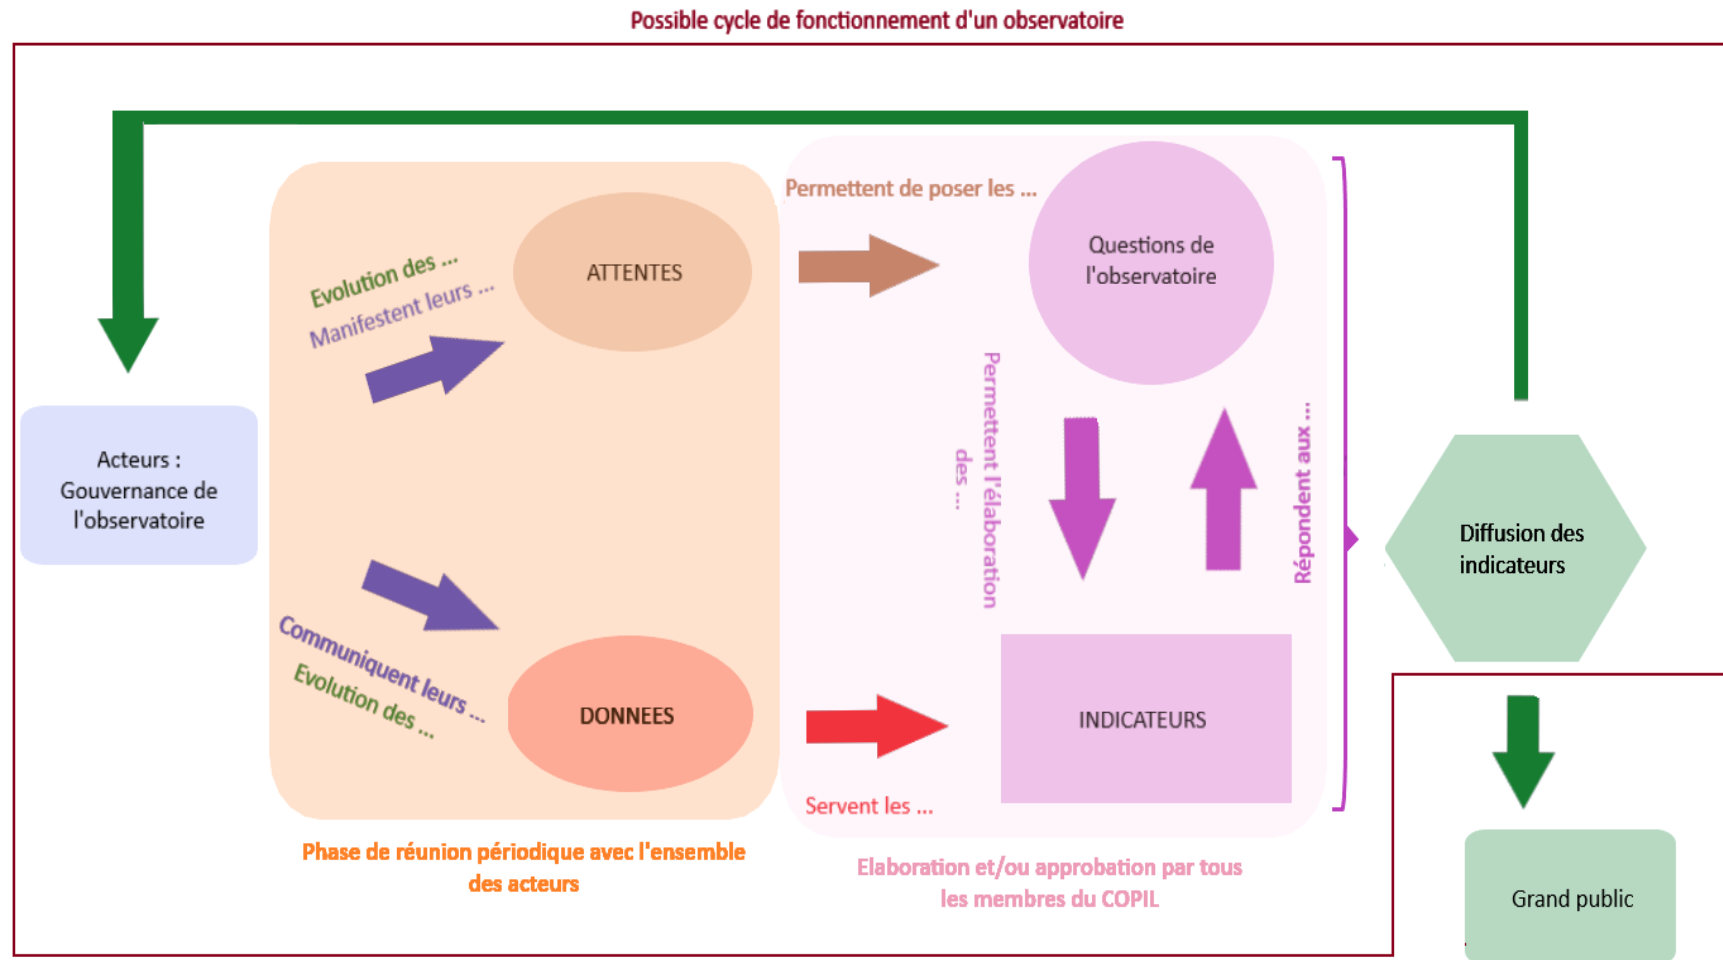 Possible cycle de fonctionnement d'un observatoire
Permettent de poser les ...
Evolution des ...
Manifestent leurs ...
ATTENTES
Questions de
l'observatoire
Permettent l'élaboration
des ...
Répondent aux ...
Acteurs :
Gouvernance de
l'observatoire
Diffusion des
indicateurs
Communiquent leurs ...
Evolution des ...
DONNEES
INDICATEURS
Servent les ...
Phase de réunion périodique avec l'ensemble
des acteurs
Elaboration et/ou approbation par tous
les membres du COPIL
Grand public